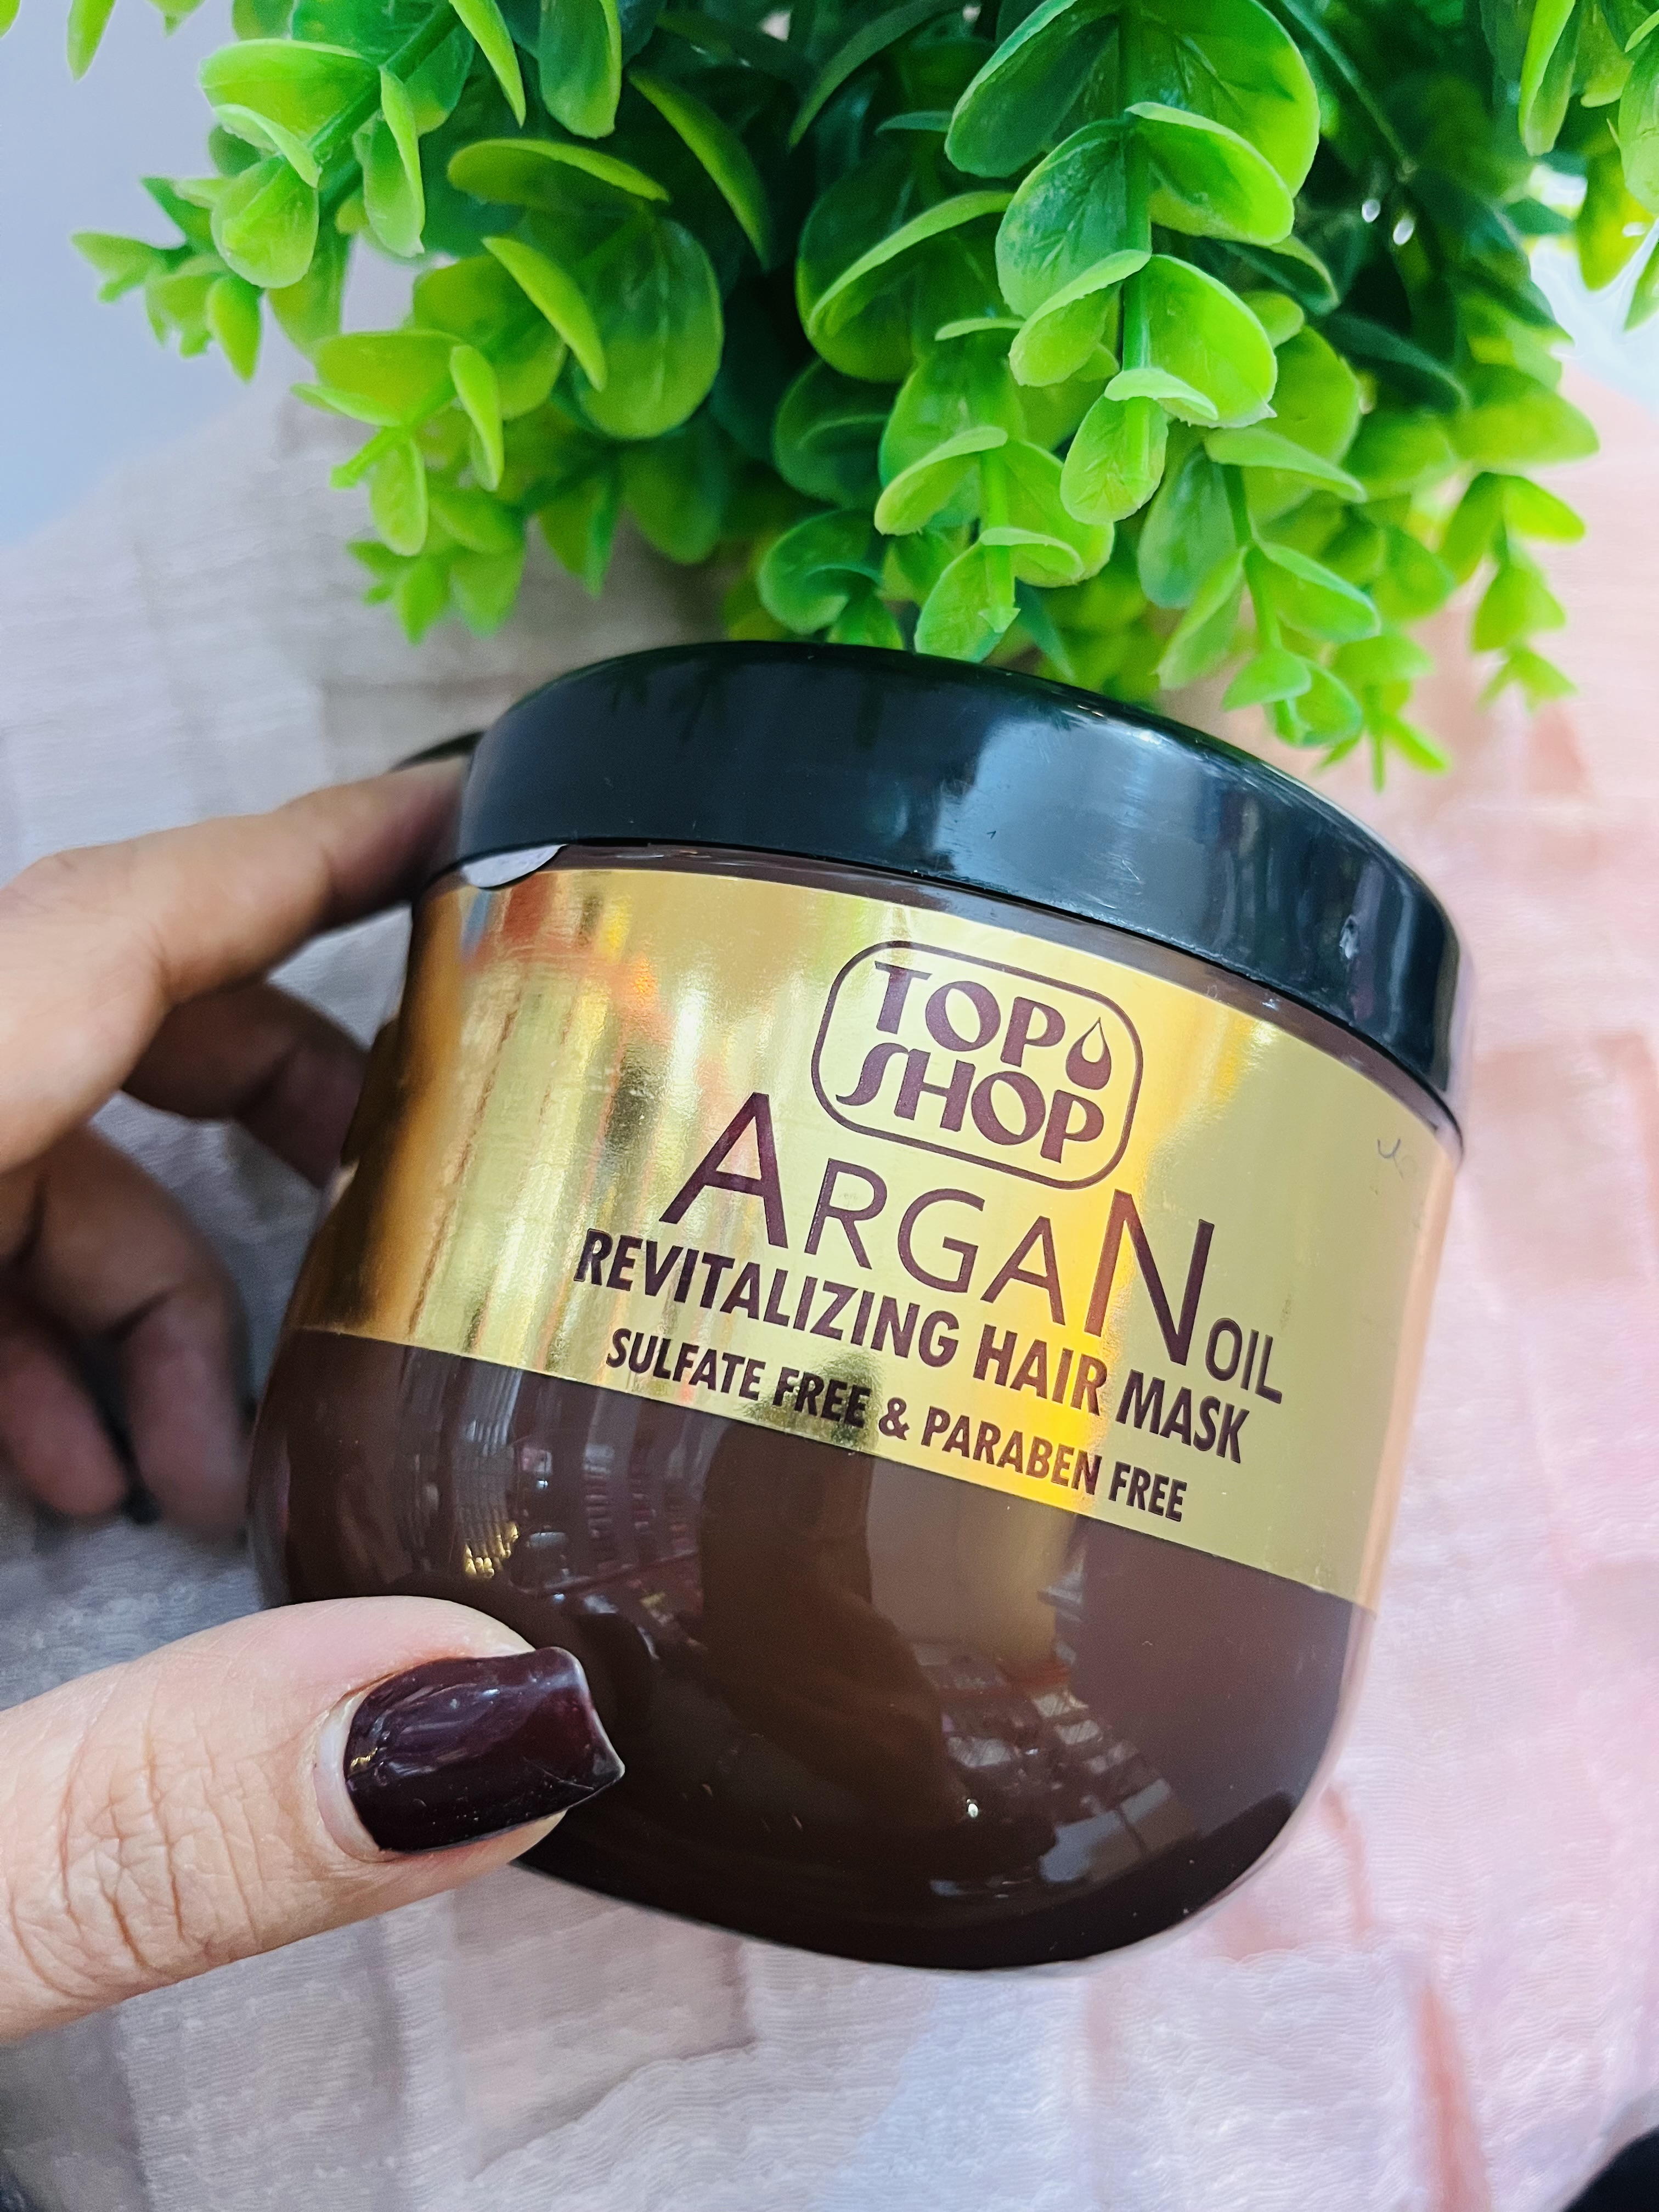 TOP
SHOP
ARGAN OIL
REVITALIZING HAIR MASK
SULFATE FREE & PARABEN FREE